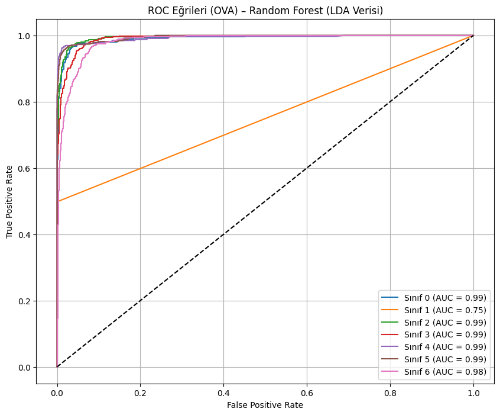 ROC Eğrileri (OVA) – Random Forest (LDA Verisi)
True Positive Rate
1.0
0.8
0.6
0.4
0.2
0.0
Sınıf 0 (AUC = 0.99)
Sınıf 1 (AUC = 0.75)
Sınıf 2 (AUC = 0.99)
Sınıf 3 (AUC = 0.99)
Sınıf 4 (AUC = 0.99)
Sınıf 5 (AUC = 0.99)
Sınıf 6 (AUC = 0.98)
0.0 0.2 0.4 0.6 0.8 1.0
False Positive Rate